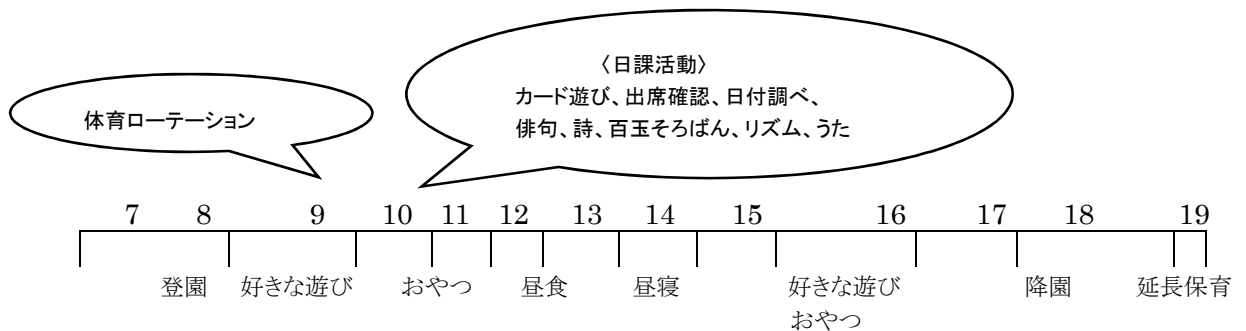 〈日課活動〉
カード遊び、出席確認、日付調べ、
俳句、詩、百玉そろばん、リズム、うた
体育ローテーション
7 8 9 10 11 12 13 14 15 16 17 18 19
登園 好きな遊び おやつ 昼食 昼寝 好きな遊び 降園 延長保育
おやつ